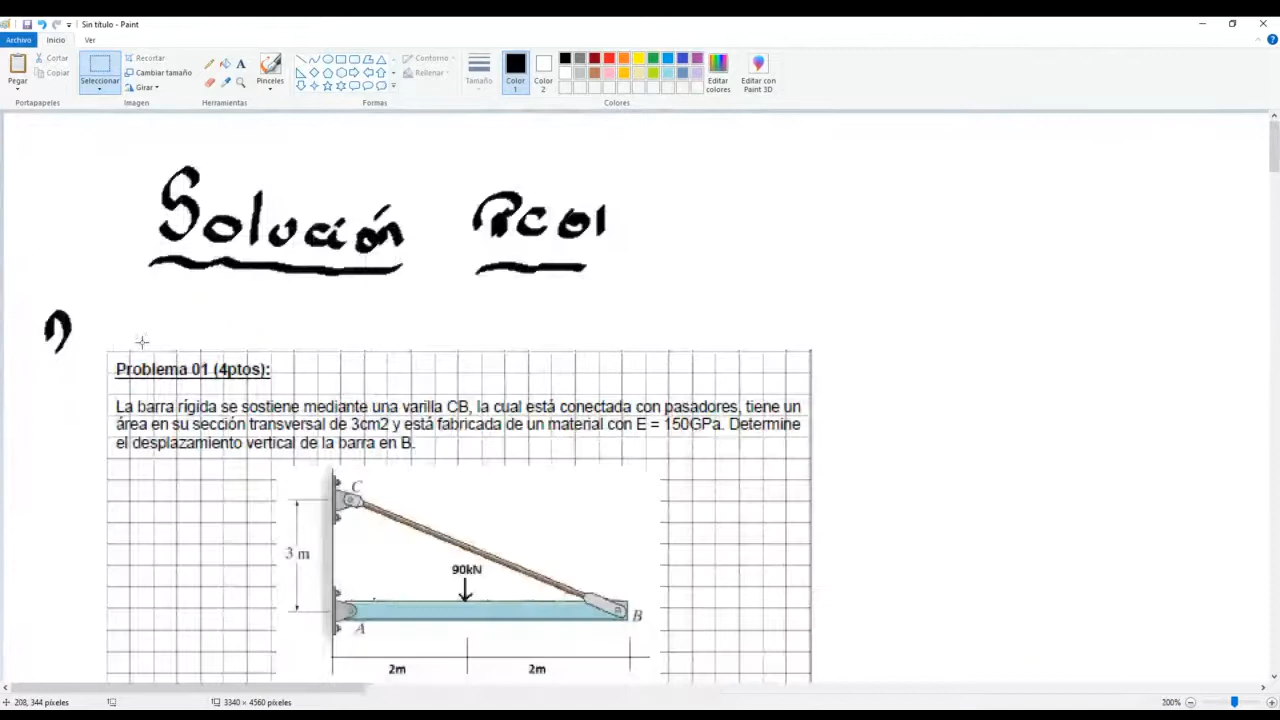 Sin título - Paint
Archivo Inicio Ver
Pegar
Cortar
Copiar
Portapapeles
Seleccionar
Recortar
Cambiar tamaño
Girar
Imagen
Herramientas
Pinceles
Contorno
Rellenar
Formas
Tamaño
Color 1
Color 2
Colores
Editar colores
Editar con Paint 3D
Solución PC01
1)
Problema 01 (4ptos):
La barra rígida se sostiene mediante una varilla CB, la cual está conectada con pasadores, tiene un
área en su sección transversal de 3cm2 y está fabricada de un material con E = 150GPa. Determine
el desplazamiento vertical de la barra en B.
C
3 m
90kN
B
A
2m 2m
208, 344 píxeles
3340 × 4560 píxeles
200%